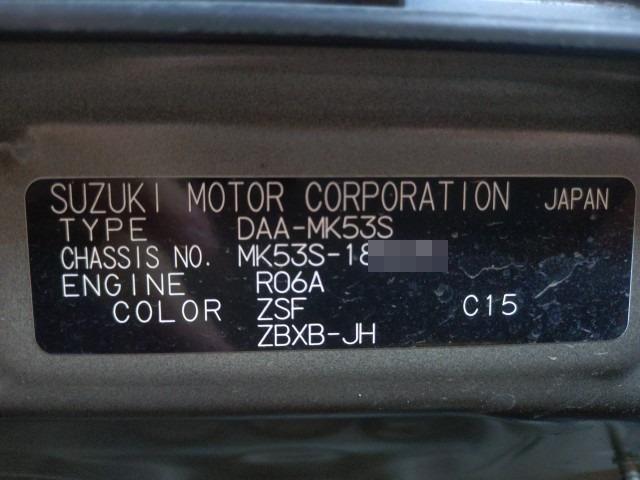 SUZUKI MOTOR CORPORATION JAPAN
TYPE DAA-MK53S
CHASSIS NO. MK53S-18
ENGINE R06A
COLOR ZSF C15
ZBXB-JH